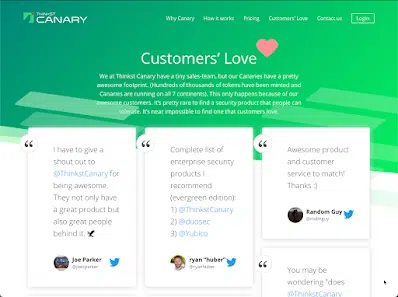 Thinkst
CANARY
Why Canary
How it works
Pricing
Customers' Love
Contact us
Login
Customers' Love
We at Thinkst Canary have a tiny sales-team, but our Canaries have a pretty
awesome footprint. (Hundreds of thousands of tokens have been minted and
Canaries are running on all 7 continents). This only happens because of our
awesome customers. It's pretty rare to find a security product that people can
tolerate. It's near impossible to find one that customers love.
I have to give a
shout out to
@ThinkstCanary for
being awesome.
They not only have
a great product but
also great people
behind it.
Joe Parker
Complete list of
enterprise security
products I
recommend
(evergreen edition):
1) @ThinkstCanary
2) @duosec
3) @Yubico
ryan "huber"
Awesome product
and customer
service to match!
Thanks :)
Random Guy
You may be
wondering "does
@ThinkstCanary